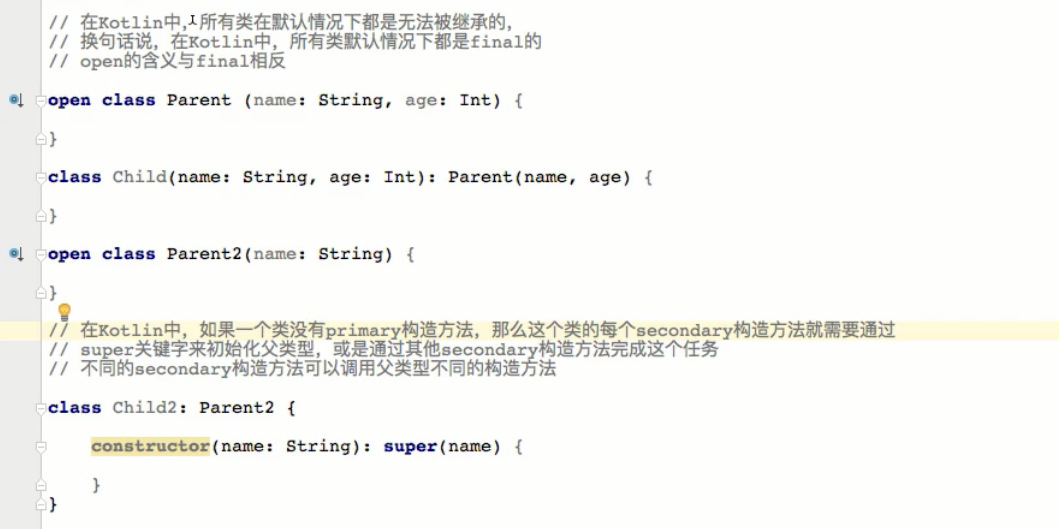 // 在Kotlin中，所有类在默认情况下都是无法被继承的，
// 换句话说，在Kotlin中，所有类默认情况下都是final的
// open的含义与final相反
open class Parent (name: String, age: Int) {
}
class Child(name: String, age: Int): Parent(name, age) {
}
open class Parent2(name: String) {
}
// 在Kotlin中，如果一个类没有primary构造方法，那么这个类的每个secondary构造方法就需要通过
// super关键字来初始化父类型，或是通过其他secondary构造方法完成这个任务
// 不同的secondary构造方法可以调用父类型不同的构造方法
class Child2: Parent2 {
constructor(name: String): super(name) {
}
}